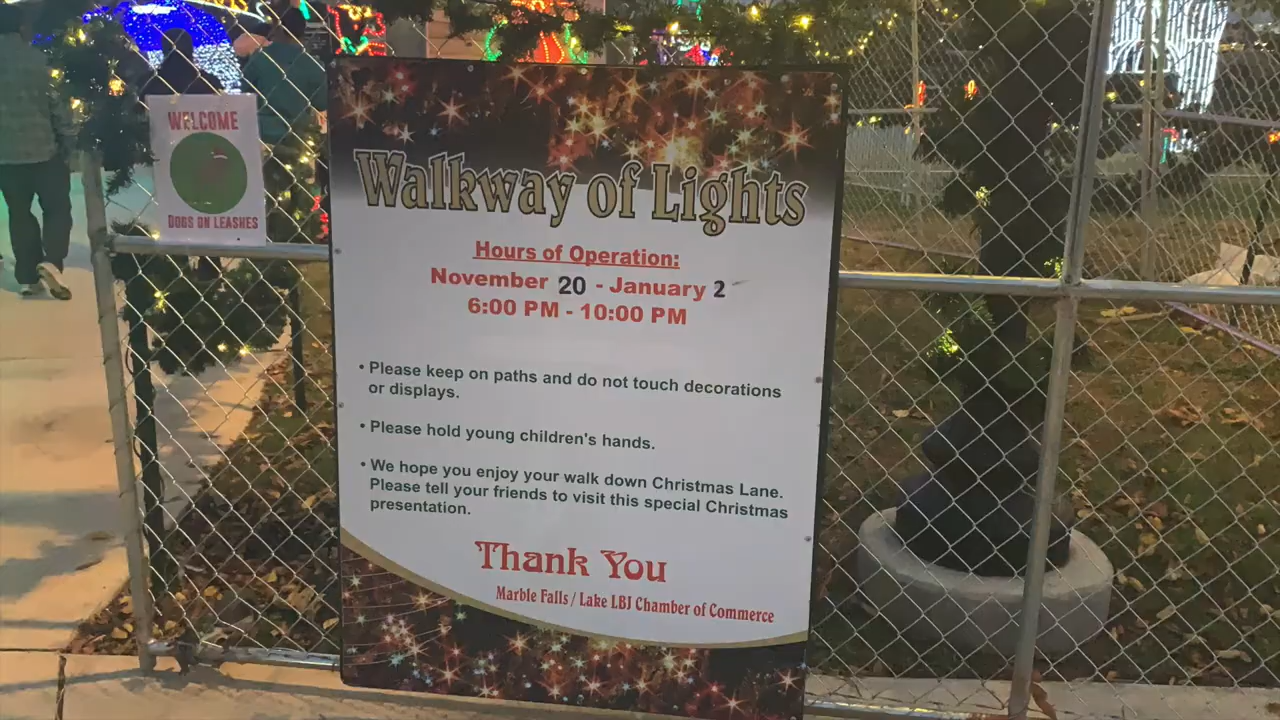 WELCOME
DOGS ON LEASHES
Walkway of Lights
Hours of Operation:
November 20 - January 2
6:00 PM - 10:00 PM
• Please keep on paths and do not touch decorations
or displays.
• Please hold young children's hands.
• We hope you enjoy your walk down Christmas Lane.
Please tell your friends to visit this special Christmas
presentation.
Thank You
Marble Falls / Lake LBJ Chamber of Commerce